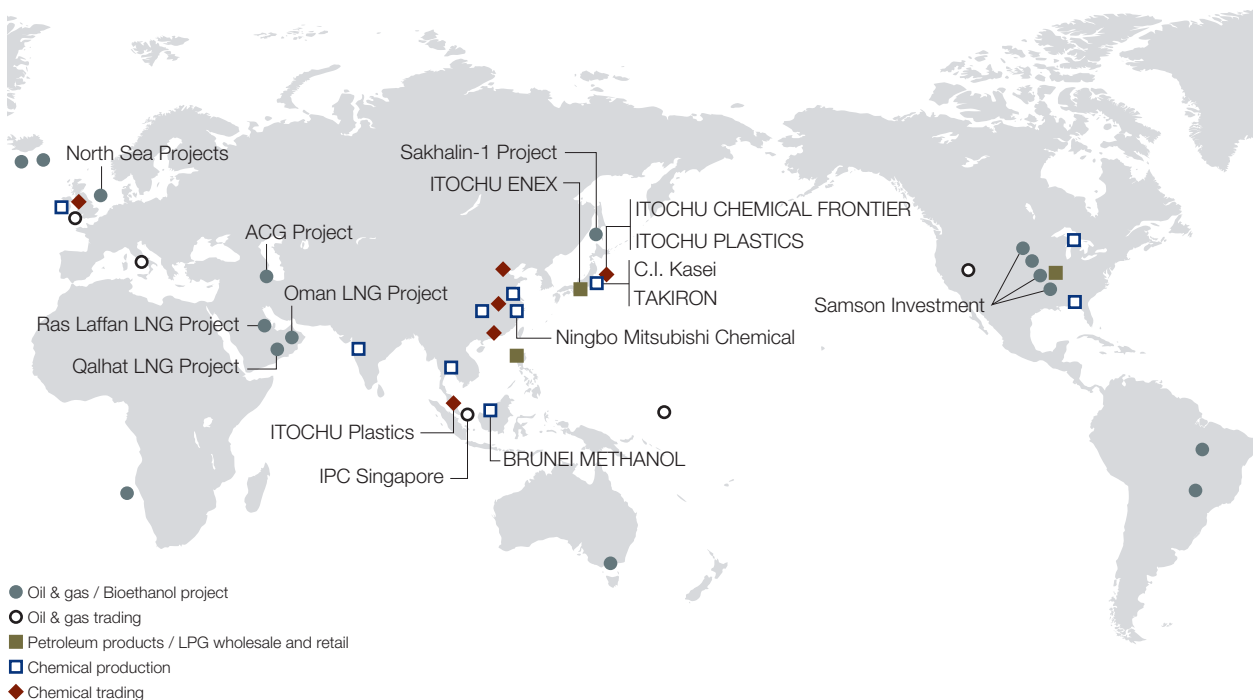 North Sea Projects
Sakhalin-1 Project
ITOCHU ENEX
ITOCHU CHEMICAL FRONTIER
ITOCHU PLASTICS
ACG Project
C.I. Kasei
TAKIRON
Oman LNG Project
Samson Investment
Ras Laffan LNG Project
Ningbo Mitsubishi Chemical
Qalhat LNG Project
ITOCHU Plastics
BRUNEI METHANOL
IPC Singapore
Oil & gas / Bioethanol project
Oil & gas trading
Petroleum products / LPG wholesale and retail
Chemical production
Chemical trading